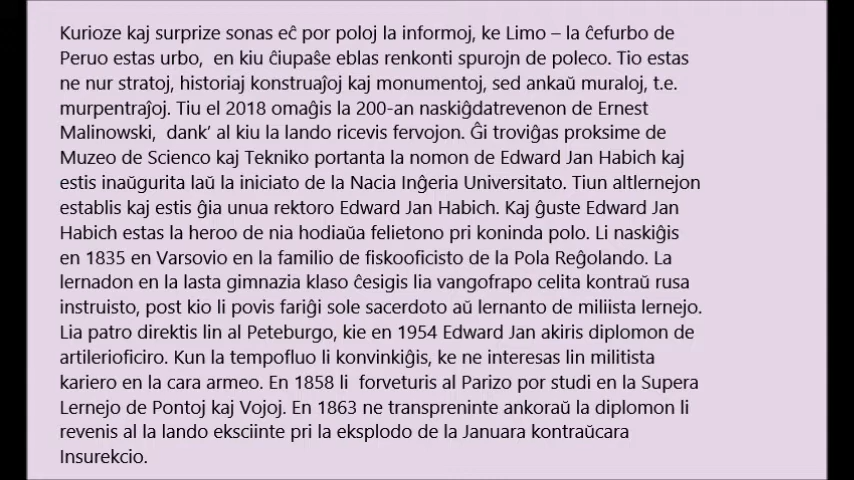 Kurioze kaj surprize sonas eĉ por poloj la informoj, ke Limo – la ĉefurbo de
Peruo estas urbo, en kiu ĉiupaŝe eblas renkonti spurojn de poleco. Tio estas
ne nur stratoj, historiaj konstruaĵoj kaj monumentoj, sed ankaŭ muraloj, t.e.
murpentraĵoj. Tiu el 2018 omaĝis la 200-an naskiĝdatrevenon de Ernest
Malinowski, dank’ al kiu la lando ricevis fervojon. Ĝi troviĝas proksime de
Muzeo de Scienco kaj Tekniko portanta la nomon de Edward Jan Habich kaj
estis inaŭgurita laŭ la iniciato de la Nacia Inĝeria Universitato. Tiun altlernejon
establis kaj estis ĝia unua rektoro Edward Jan Habich. Kaj ĝuste Edward Jan
Habich estas la heroo de nia hodiaŭa felietono pri koninda polo. Li naskiĝis
en 1835 en Varsovio en la familio de fiskooficisto de la Pola Reĝolando. La
lernadon en la lasta gimnazia klaso ĉesigis lia vangofrapo celita kontraŭ rusa
instruisto, post kio li povis fariĝi sole sacerdoto aŭ lernanto de miliista lernejo.
Lia patro direktis lin al Peteburgo, kie en 1954 Edward Jan akiris diplomon de
artilerioficiro. Kun la tempofluo li konvinkiĝis, ke ne interesas lin militista
kariero en la cara armeo. En 1858 li forveturis al Parizo por studi en la Supera
Lernejo de Pontoj kaj Vojoj. En 1863 ne transpreninte ankoraŭ la diplomon li
revenis al la lando eksciinte pri la eksplodo de la Januara kontraŭcara
Insurekcio.